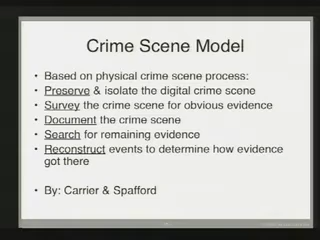 Crime Scene Model
• Based on physical crime scene process:
• Preserve & isolate the digital crime scene
• Survey the crime scene for obvious evidence
• Document the crime scene
• Search for remaining evidence
• Reconstruct events to determine how evidence
got there
• By: Carrier & Spafford